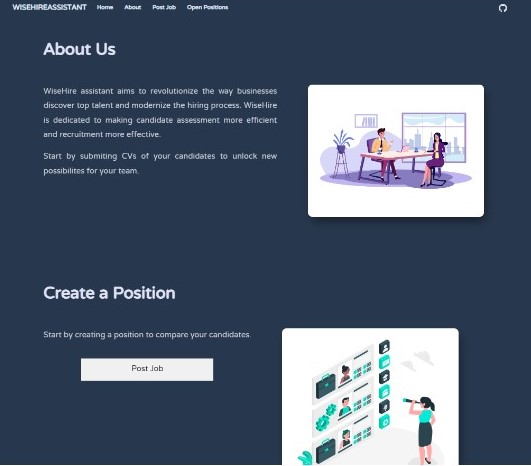 WISEHIREASSISTANT Home About Post Job Open Positions
About Us
WiseHire assistant aims to revolutionize the way businesses
discover top talent and modernize the hiring process. WiseHire
is dedicated to making candidate assessment more efficient
and recruitment more effective.
Start by submiting CVs of your candidates to unlock new
possibilites for your team.
Create a Position
Start by creating a position to compare your candidates.
Post Job